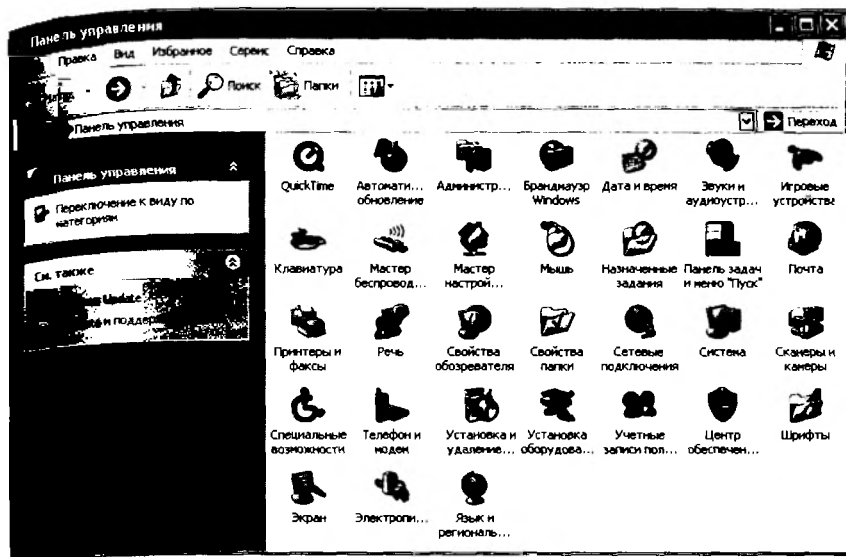 Панель управления
Правка Вид Избранное Сервис Справка
Поиск Папки
Панель управления Переход
Панель управления
Переключение к виду по
категориям
См. также
Update
и поддер
QuickTime Автомати... Администр... Брандмауэр Дата и время Звуки и Игровые
обновление Windows аудиоустр... устройства
Клавиатура Мастер Мастер Мышь Назначенные Панель задач Почта
беспровод... настрой... задания и меню "Пуск"
Принтеры и Речь Свойства Свойства Сетевые Система Сканеры и
факсы обозревателя папки подключения камеры
Специальные Телефон и Установка и Установка Учетные Центр Шрифты
возможности модем удаление... оборудова... записи пол... обеспечен...
Экран Электропи... Язык и
региональ...